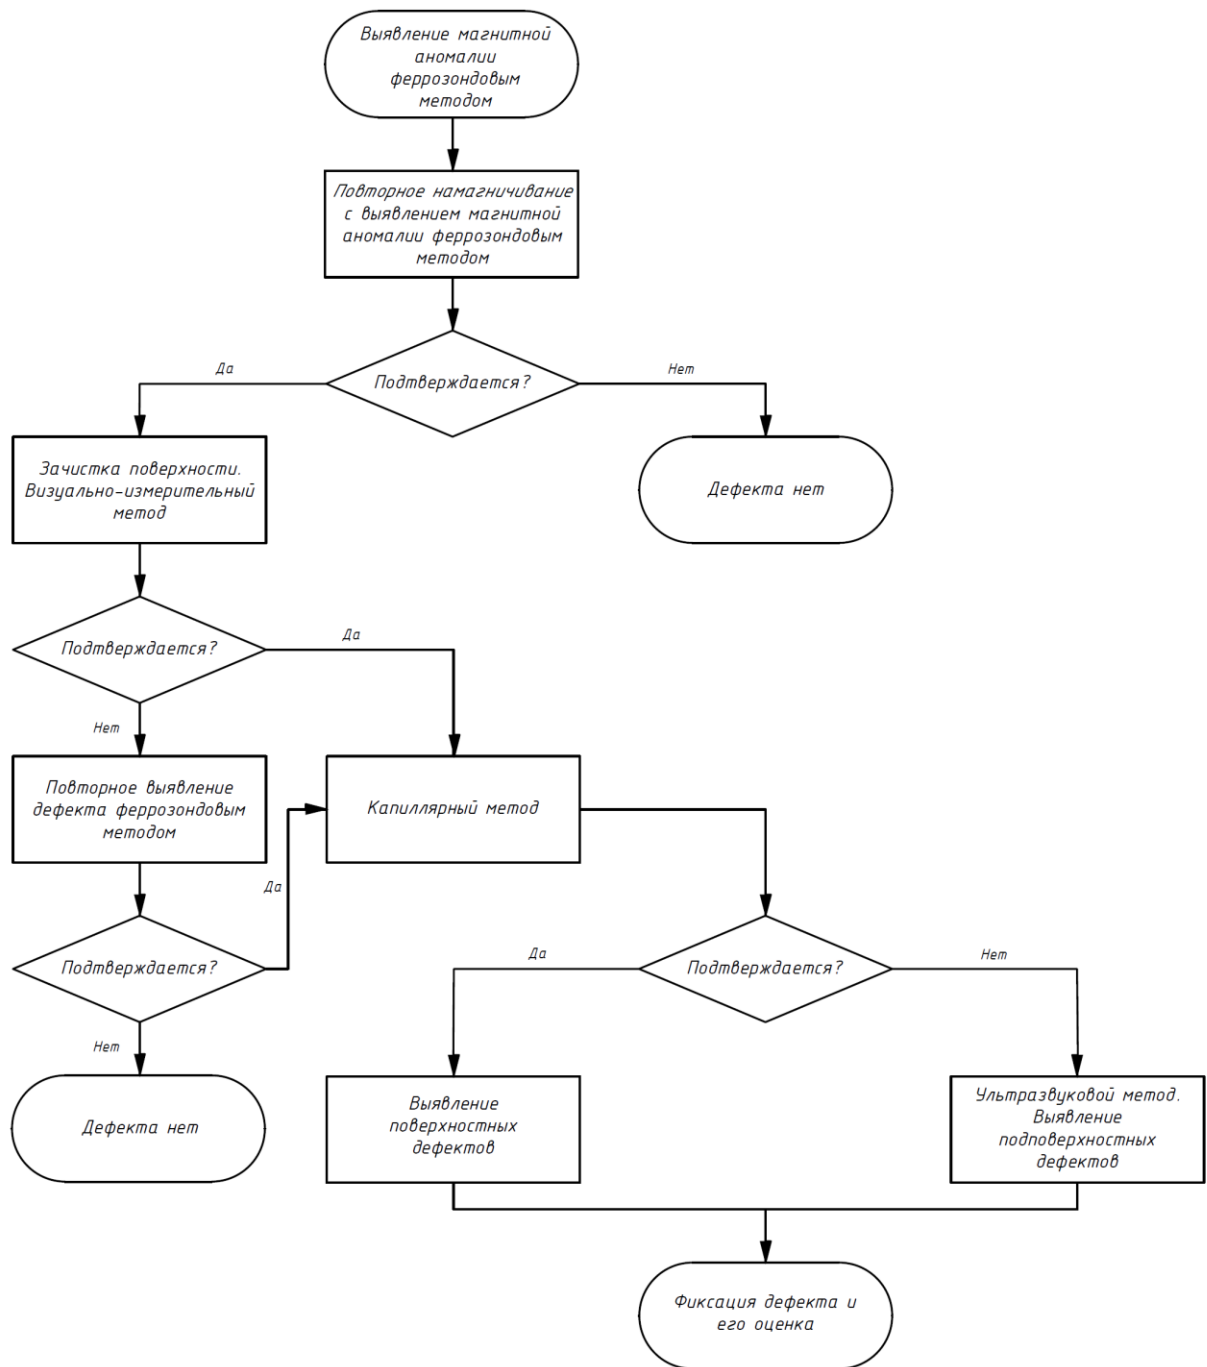 Выявление магнитной
аномалии
феррозондовым
методом
Повторное намагничивание
с выявлением магнитной
аномалии феррозондовым
методом
Да
Подтверждается?
Нет
Зачистка поверхности.
Визуально-измерительный
метод
Дефекта нет
Подтверждается?
Да
Нет
Повторное выявление
дефекта феррозондовым
методом
Капиллярный метод
Да
Подтверждается?
Нет
Дефекта нет
Да
Подтверждается?
Нет
Выявление
поверхностных
дефектов
Ультразвуковой метод.
Выявление
подповерхностных
дефектов
Фиксация дефекта и
его оценка